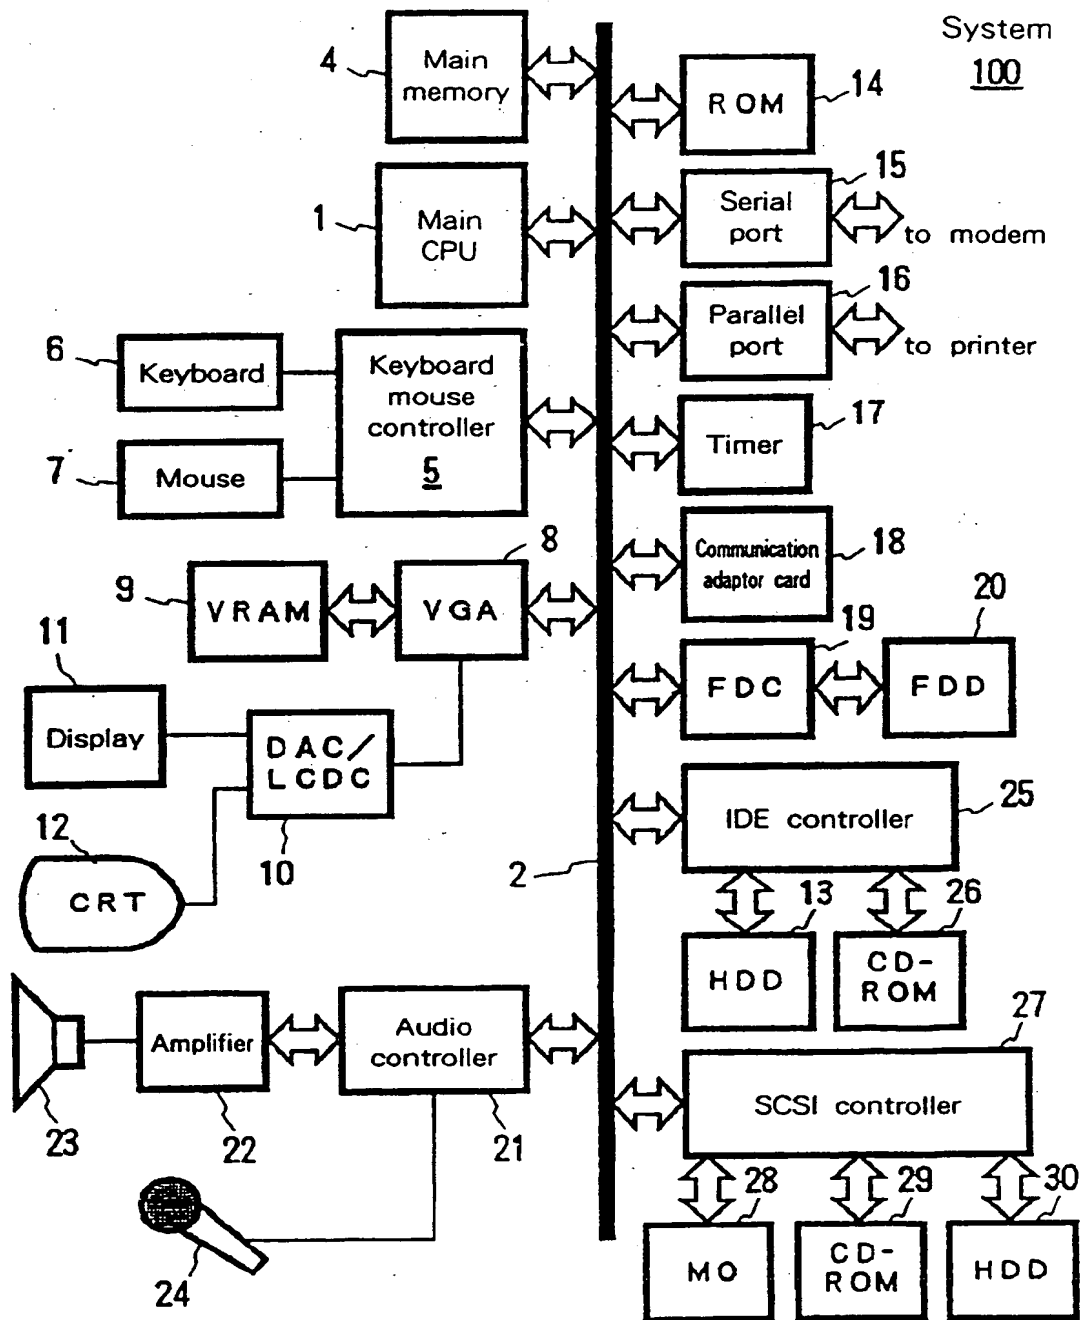 System
100
4
Main
memory
ROM
14
1
Main
CPU
15
Serial
port
to modem
16
Parallel
port
to printer
6
Keyboard
Keyboard
mouse
controller
5
7
Mouse
17
Timer
18
Communication
adaptor card
9
VRAM
8
VGA
19
FDC
20
FDD
11
Display
DAC/
LCDC
10
12
CRT
2
25
IDE controller
13
HDD
26
CD-
ROM
23
Amplifier
22
Audio
controller
21
24
27
SCSI controller
28
MO
29
CD-
ROM
30
HDD